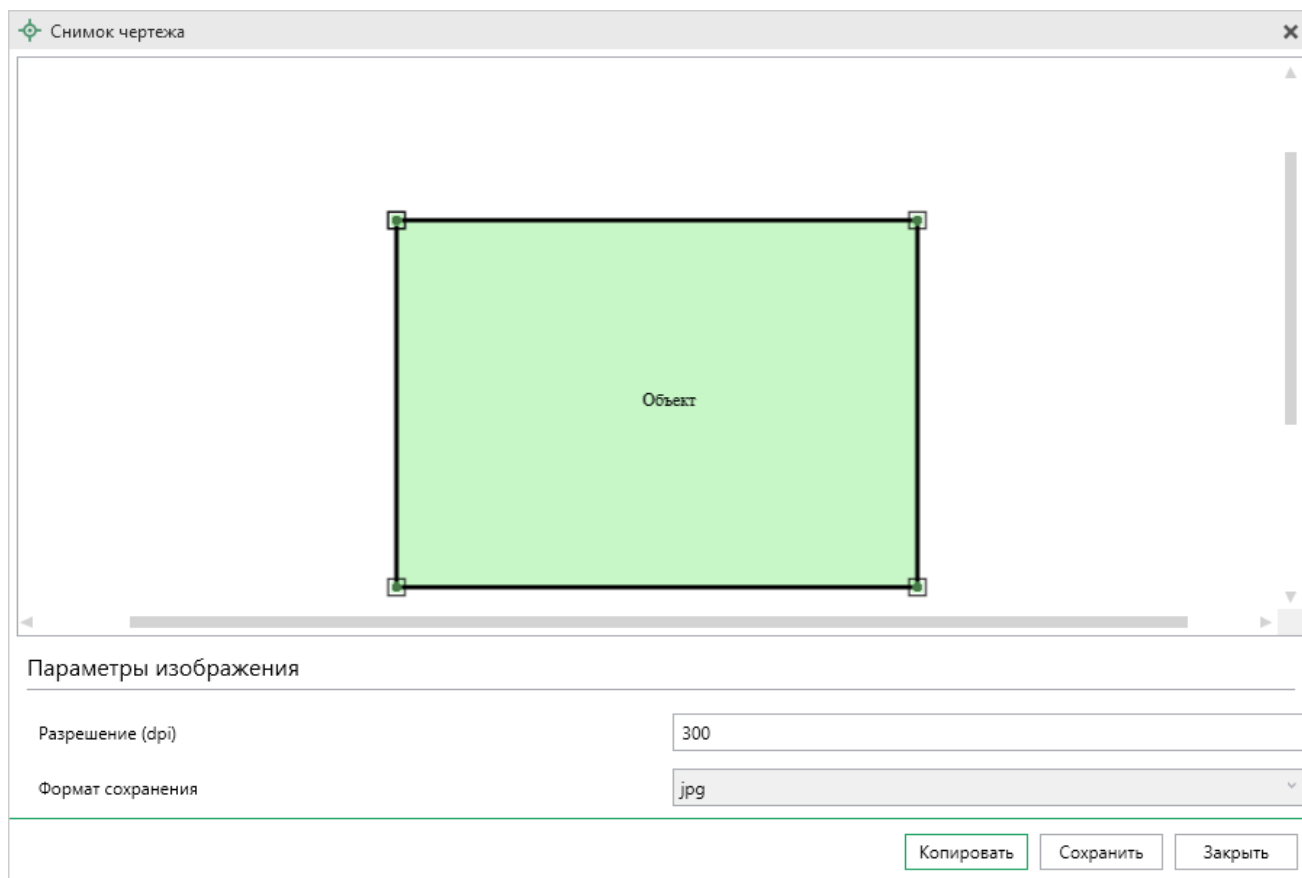 Снимок чертежа
Объект
Параметры изображения
Разрешение (dpi) 300
Формат сохранения jpg
Копировать Сохранить Закрыть